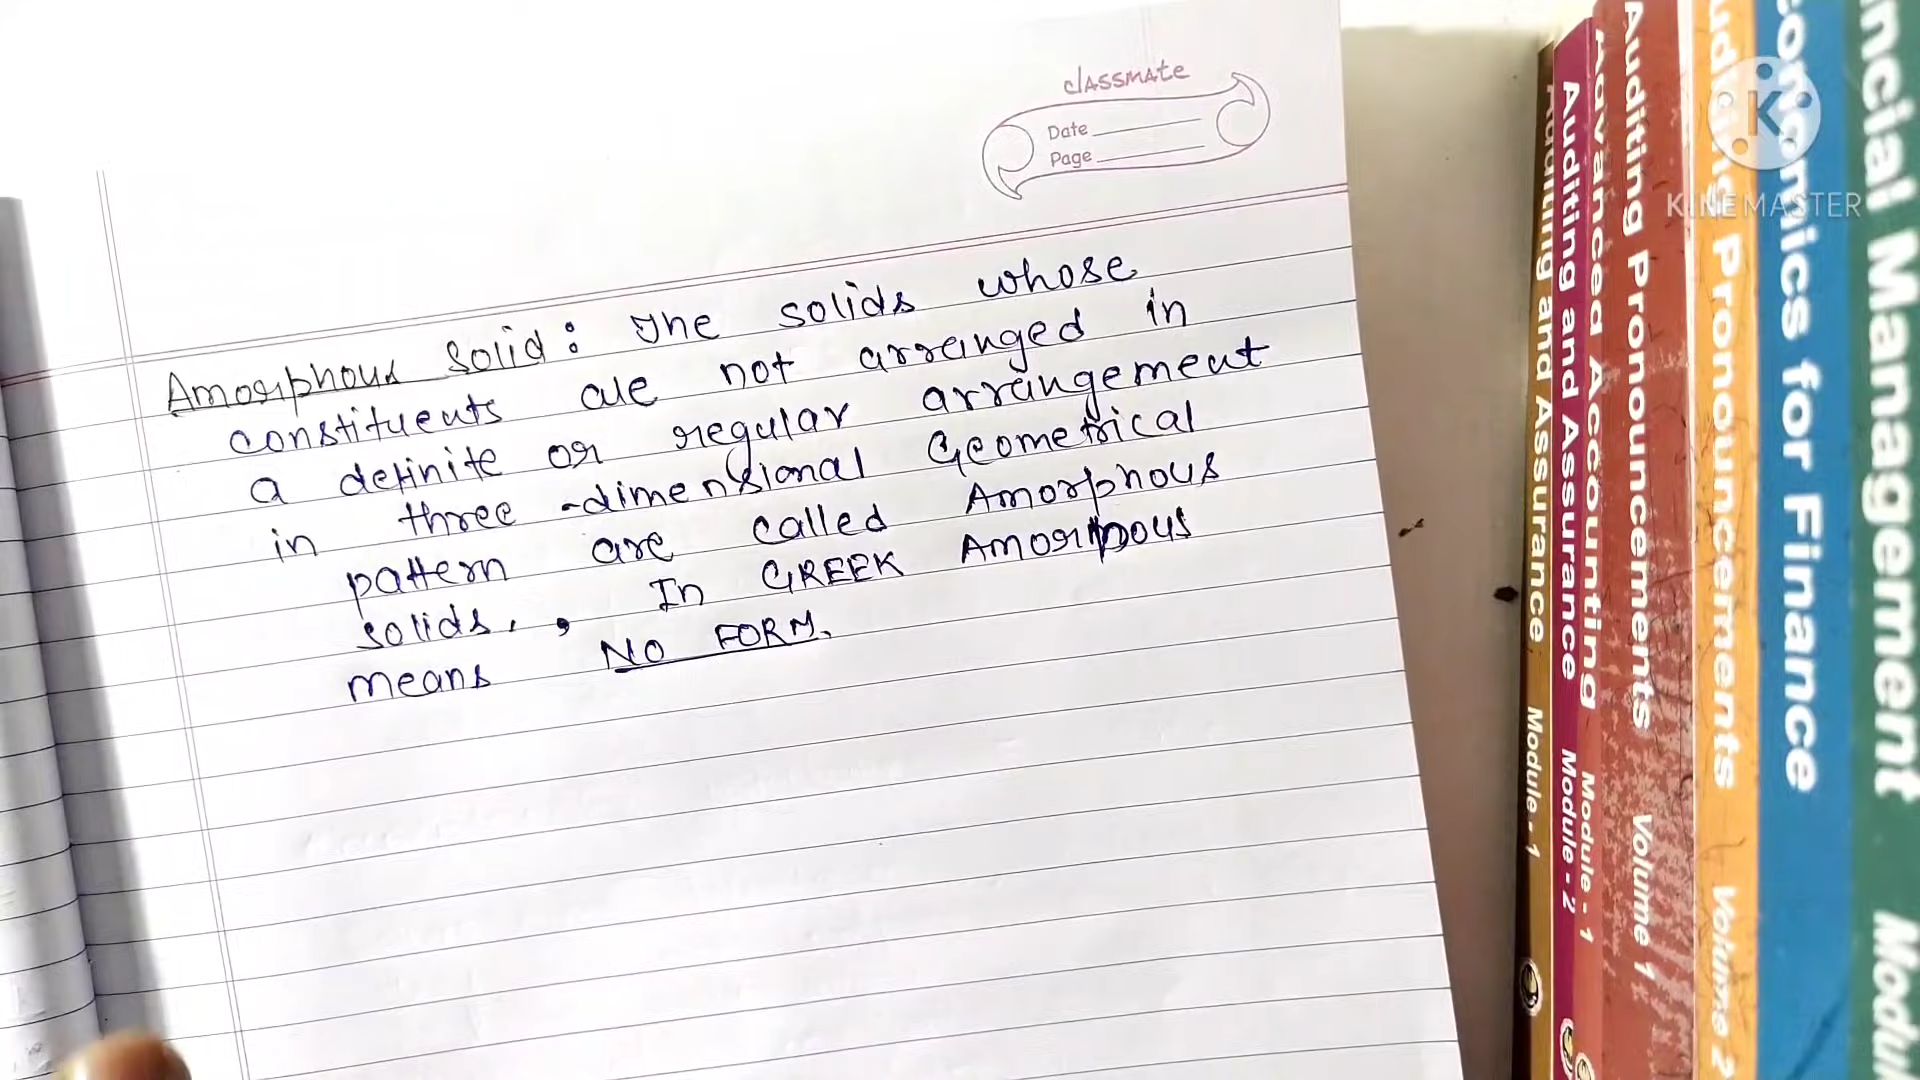 classmate
Date
Page
Amorphous Solid: The solids whose
constituents are not arranged in
a definite or regular arrangement
in three-dimensional Geometrical
pattern are called Amorphous
solids. , In GREEK Amorphous
means NO FORM.
Auditing and Assurance Module - 1
Auditing and Assurance Module - 2
Advanced Accounting Module - 1
Auditing Pronouncements Volume 1
Auditing Pronouncements Volume 2
Economics for Finance
ncial Management Modul
K
KINEMASTER